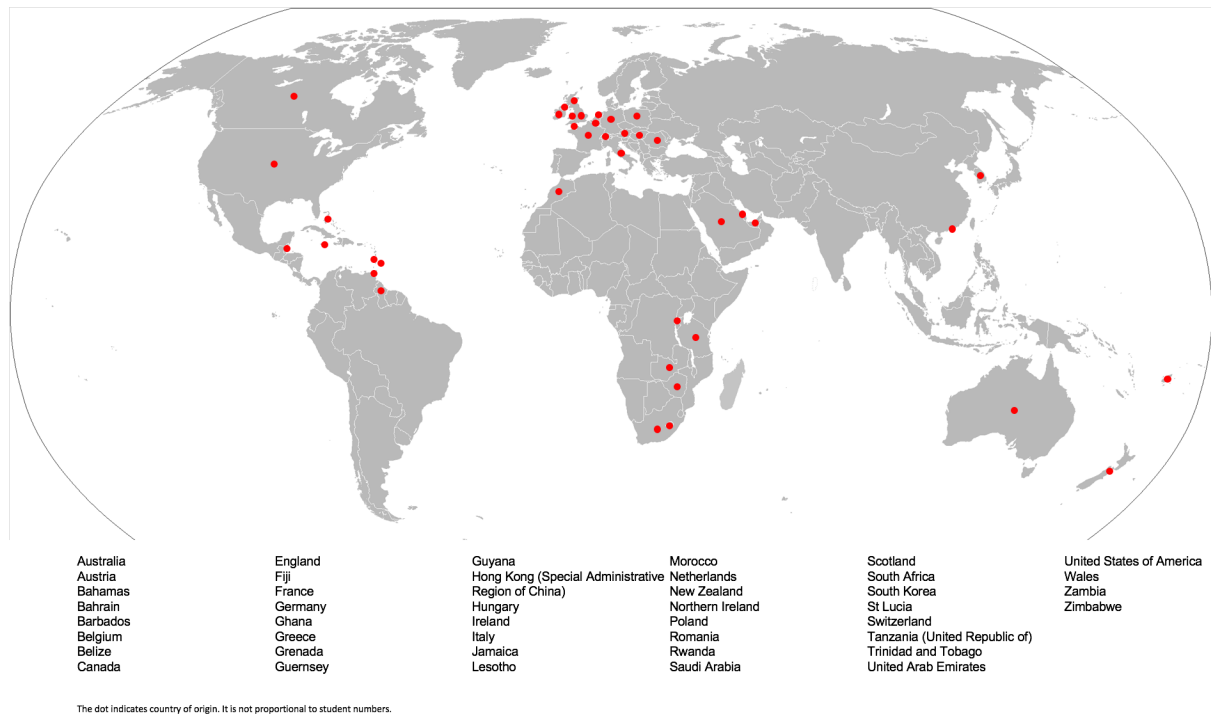 Australia
Austria
Bahamas
Bahrain
Barbados
Belgium
Belize
Canada
England
Fiji
France
Germany
Ghana
Greece
Grenada
Guernsey
Guyana
Hong Kong (Special Administrative
Region of China)
Hungary
Ireland
Italy
Jamaica
Lesotho
Morocco
Netherlands
New Zealand
Northern Ireland
Poland
Romania
Rwanda
Saudi Arabia
Scotland
South Africa
South Korea
St Lucia
Switzerland
Tanzania (United Republic of)
Trinidad and Tobago
United Arab Emirates
United States of America
Wales
Zambia
Zimbabwe
The dot indicates country of origin. It is not proportional to student numbers.